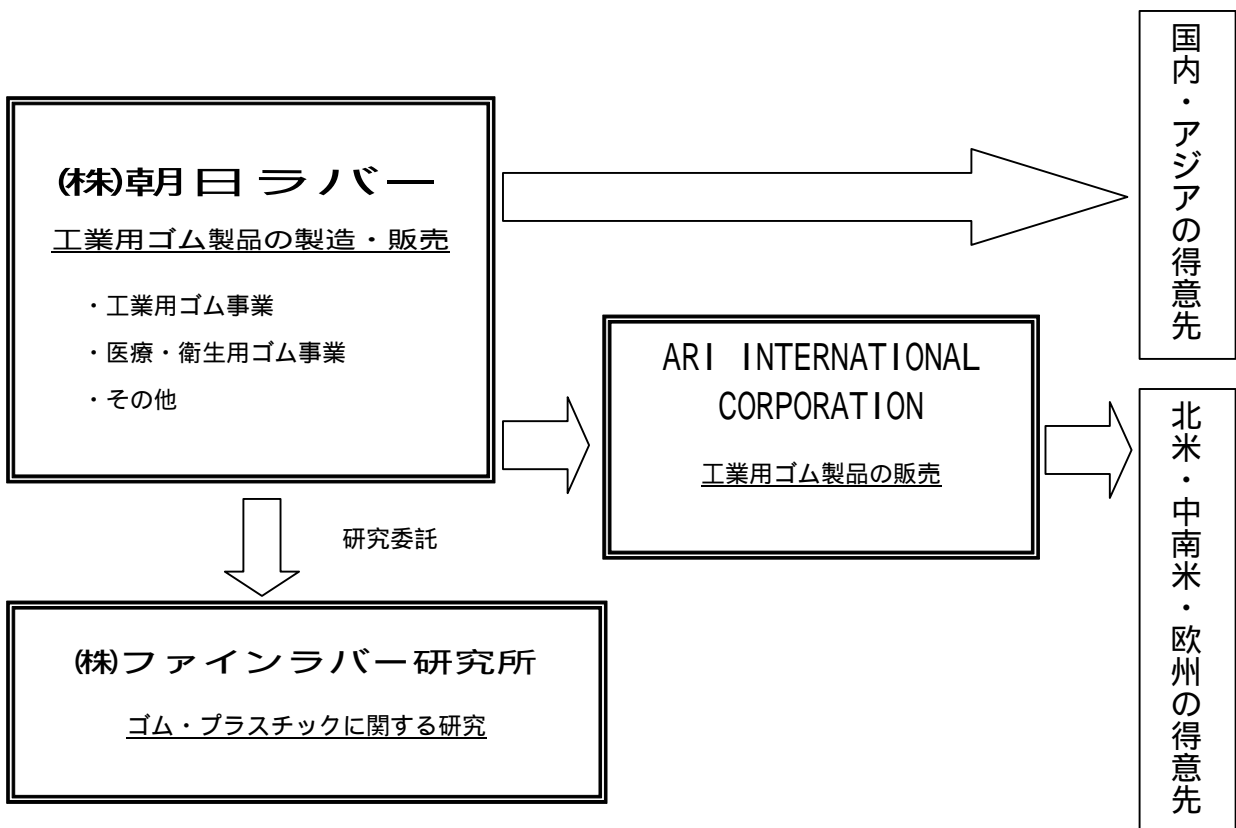 (株)朝日ラバー
工業用ゴム製品の製造・販売
・工業用ゴム事業
・医療・衛生用ゴム事業
・その他
研究委託
(株)ファインラバー研究所
ゴム・プラスチックに関する研究
ARI INTERNATIONAL
CORPORATION
工業用ゴム製品の販売
国内・アジアの得意先
北米・中南米・欧州の得意先